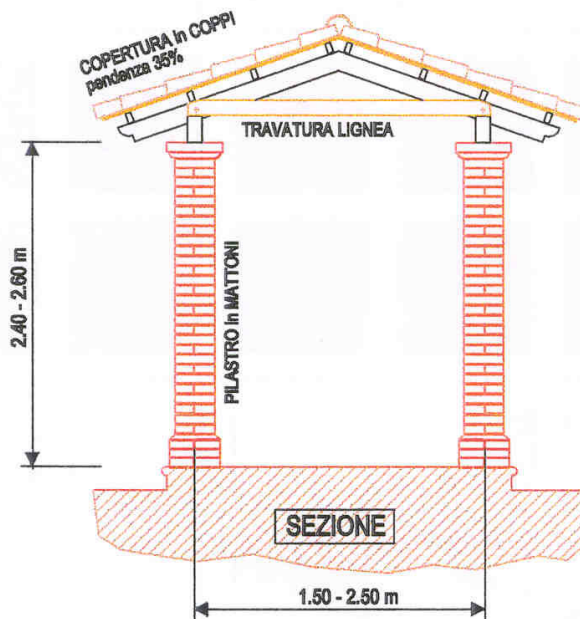 COPERTURA in COPPI
pendenza 35%
TRAVATURA LIGNEA
2.40 - 2.60 m
PILASTRO in MATTONI
SEZIONE
1.50 - 2.50 m